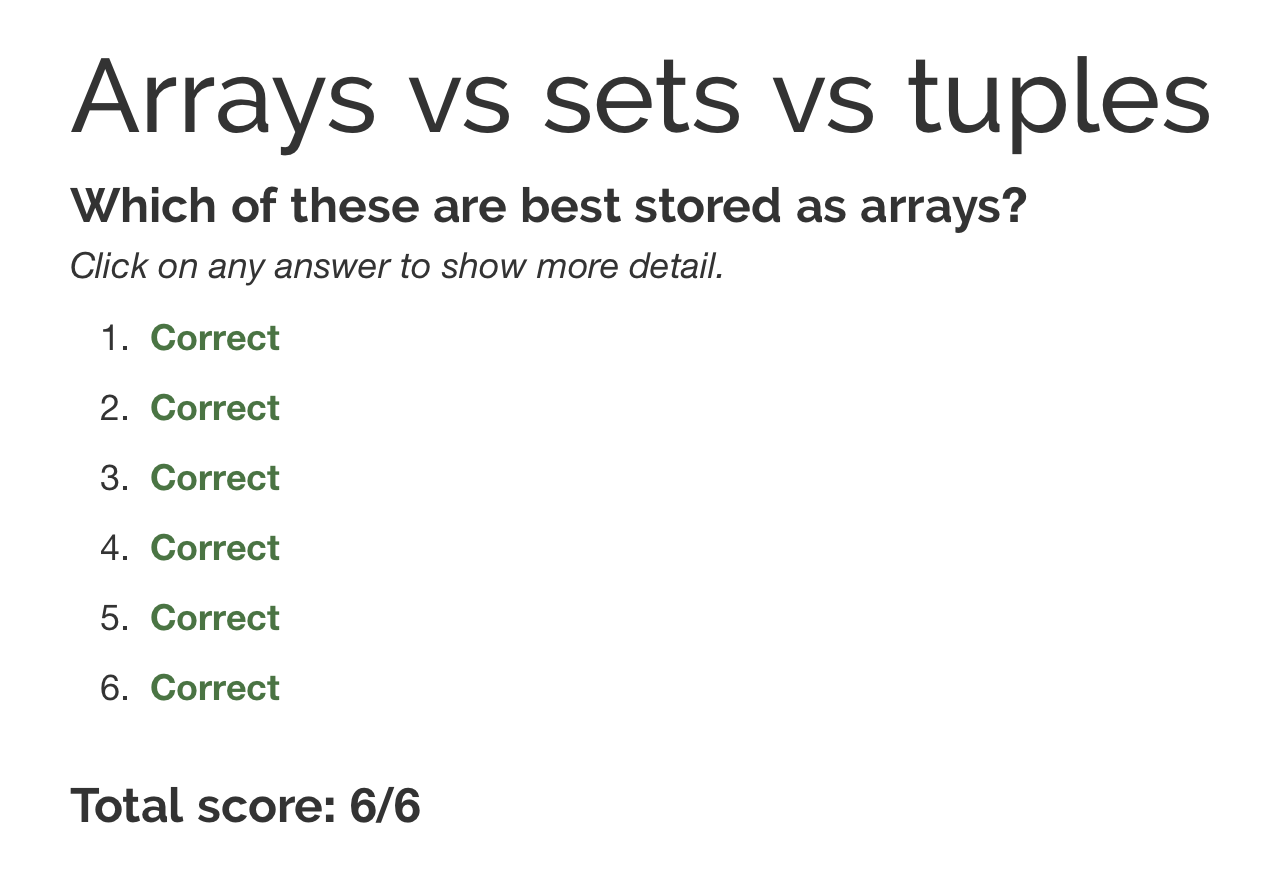 Arrays vs sets vs tuples
Which of these are best stored as arrays?
Click on any answer to show more detail.
1. Correct
2. Correct
3. Correct
4. Correct
5. Correct
6. Correct
Total score: 6/6